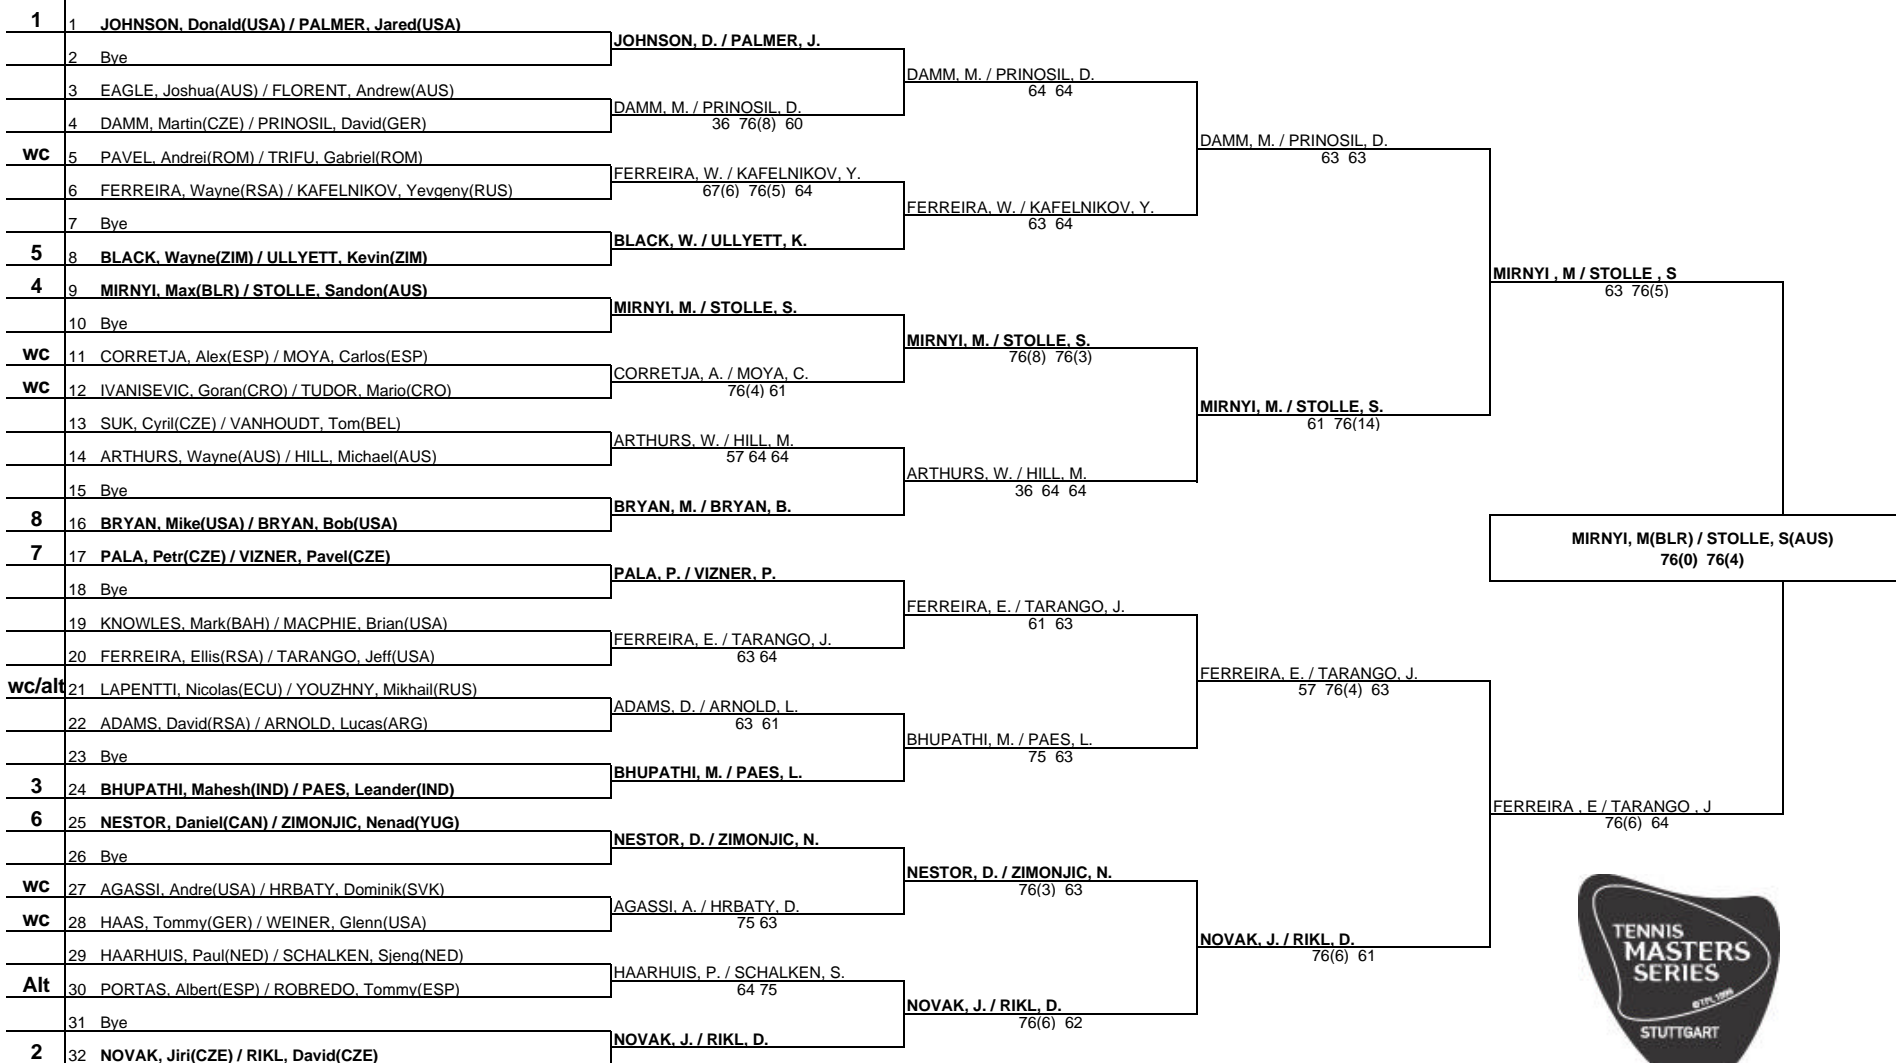 1 1 JOHNSON, Donald(USA) / PALMER, Jared(USA)
JOHNSON, D. / PALMER, J.
2 Bye
DAMM, M. / PRINOSIL, D.
64 64
3 EAGLE, Joshua(AUS) / FLORENT, Andrew(AUS)
DAMM, M. / PRINOSIL, D.
36 76(8) 60
4 DAMM, Martin(CZE) / PRINOSIL, David(GER)
DAMM, M. / PRINOSIL, D.
63 63
wc 5 PAVEL, Andrei(ROM) / TRIFU, Gabriel(ROM)
FERREIRA, W. / KAFELNIKOV, Y.
67(6) 76(5) 64
6 FERREIRA, Wayne(RSA) / KAFELNIKOV, Yevgeny(RUS)
FERREIRA, W. / KAFELNIKOV, Y.
63 64
7 Bye
BLACK, W. / ULLYETT, K.
5 8 BLACK, Wayne(ZIM) / ULLYETT, Kevin(ZIM)
MIRNYI , M / STOLLE , S
63 76(5)
4 9 MIRNYI, Max(BLR) / STOLLE, Sandon(AUS)
MIRNYI, M. / STOLLE, S.
10 Bye
MIRNYI, M. / STOLLE, S.
76(8) 76(3)
wc 11 CORRETJA, Alex(ESP) / MOYA, Carlos(ESP)
CORRETJA, A. / MOYA, C.
76(4) 61
wc 12 IVANISEVIC, Goran(CRO) / TUDOR, Mario(CRO)
MIRNYI, M. / STOLLE, S.
61 76(14)
13 SUK, Cyril(CZE) / VANHOUDT, Tom(BEL)
ARTHURS, W. / HILL, M.
57 64 64
14 ARTHURS, Wayne(AUS) / HILL, Michael(AUS)
ARTHURS, W. / HILL, M.
36 64 64
15 Bye
BRYAN, M. / BRYAN, B.
8 16 BRYAN, Mike(USA) / BRYAN, Bob(USA)
MIRNYI, M(BLR) / STOLLE, S(AUS)
76(0) 76(4)
7 17 PALA, Petr(CZE) / VIZNER, Pavel(CZE)
PALA, P. / VIZNER, P.
18 Bye
FERREIRA, E. / TARANGO, J.
61 63
19 KNOWLES, Mark(BAH) / MACPHIE, Brian(USA)
FERREIRA, E. / TARANGO, J.
63 64
20 FERREIRA, Ellis(RSA) / TARANGO, Jeff(USA)
FERREIRA, E. / TARANGO, J.
57 76(4) 63
wc/alt 21 LAPENTTI, Nicolas(ECU) / YOUZHNY, Mikhail(RUS)
ADAMS, D. / ARNOLD, L.
63 61
22 ADAMS, David(RSA) / ARNOLD, Lucas(ARG)
BHUPATHI, M. / PAES, L.
75 63
23 Bye
BHUPATHI, M. / PAES, L.
3 24 BHUPATHI, Mahesh(IND) / PAES, Leander(IND)
FERREIRA , E / TARANGO , J
76(6) 64
6 25 NESTOR, Daniel(CAN) / ZIMONJIC, Nenad(YUG)
NESTOR, D. / ZIMONJIC, N.
26 Bye
NESTOR, D. / ZIMONJIC, N.
76(3) 63
wc 27 AGASSI, Andre(USA) / HRBATY, Dominik(SVK)
AGASSI, A. / HRBATY, D.
75 63
wc 28 HAAS, Tommy(GER) / WEINER, Glenn(USA)
NOVAK, J. / RIKL, D.
76(6) 61
29 HAARHUIS, Paul(NED) / SCHALKEN, Sjeng(NED)
HAARHUIS, P. / SCHALKEN, S.
64 75
Alt 30 PORTAS, Albert(ESP) / ROBREDO, Tommy(ESP)
NOVAK, J. / RIKL, D.
76(6) 62
31 Bye
NOVAK, J. / RIKL, D.
2 32 NOVAK, Jiri(CZE) / RIKL, David(CZE)
TENNIS
MASTERS
SERIES
©TPL 1999
STUTTGART